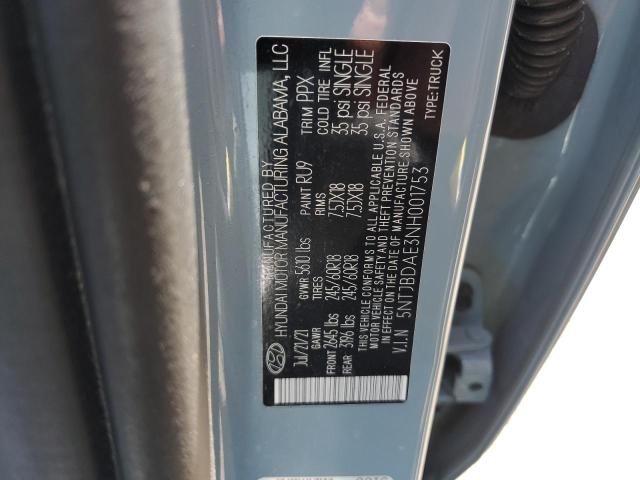 MANUFACTURED BY
HYUNDAI MOTOR MANUFACTURING ALABAMA, LLC
Jul/21/21 GVWR 5610 lbs PAINT RU9 TRIM PPX
GAWR TIRES RIMS COLD TIRE INFL
FRONT 2645 lbs 245/60R18 7.5JX18 35 psi SINGLE
REAR 3196 lbs 245/60R18 7.5JX18 35 psi SINGLE
THIS VEHICLE CONFORMS TO ALL APPLICABLE U.S.A. FEDERAL
MOTOR VEHICLE SAFETY AND THEFT PREVENTION STANDARDS
IN EFFECT ON THE DATE OF MANUFACTURE SHOWN ABOVE
V.I.N 5NTJBDAE3NH001753 TYPE:TRUCK